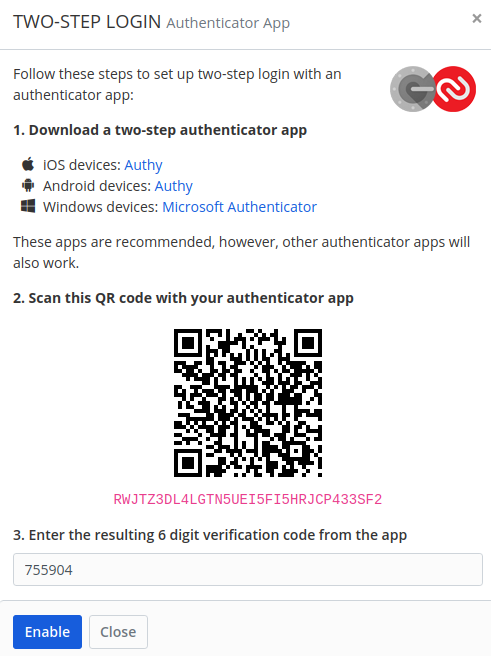 TWO-STEP LOGIN Authenticator App
×
Follow these steps to set up two-step login with an
authenticator app:
1. Download a two-step authenticator app
iOS devices: Authy
Android devices: Authy
Windows devices: Microsoft Authenticator
These apps are recommended, however, other authenticator apps will
also work.
2. Scan this QR code with your authenticator app
RWJTZ3DL4LGTN5UEI5FI5HRJCP433SF2
3. Enter the resulting 6 digit verification code from the app
755904
Enable
Close